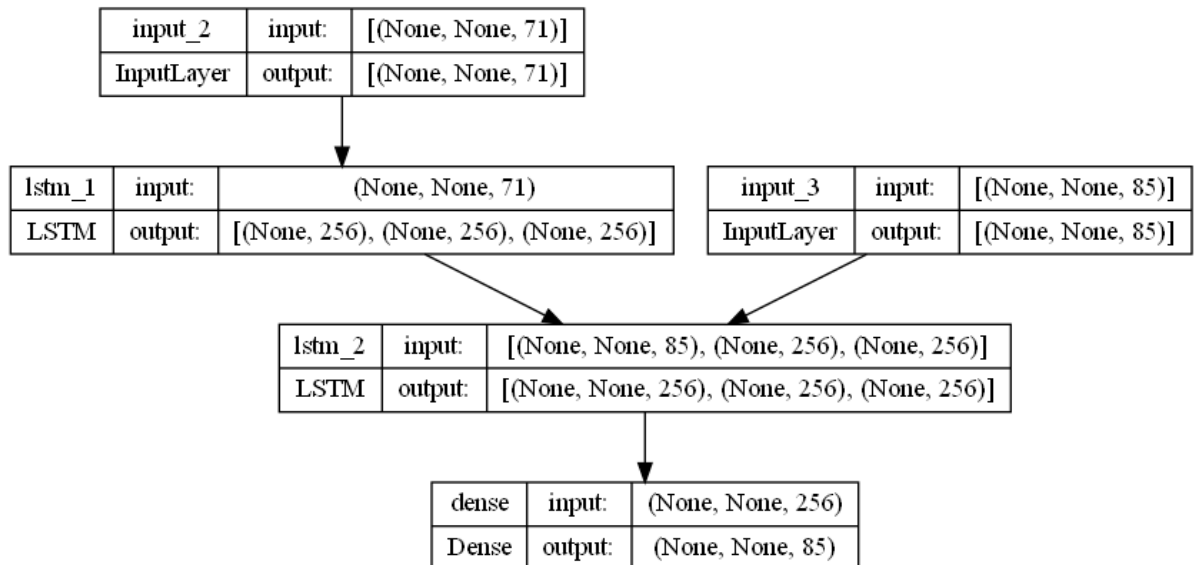 input_2 input: [(None, None, 71)]
InputLayer output: [(None, None, 71)]
lstm_1 input: (None, None, 71)
LSTM output: [(None, 256), (None, 256), (None, 256)]
input_3 input: [(None, None, 85)]
InputLayer output: [(None, None, 85)]
lstm_2 input: [(None, None, 85), (None, 256), (None, 256)]
LSTM output: [(None, None, 256), (None, 256), (None, 256)]
dense input: (None, None, 256)
Dense output: (None, None, 85)